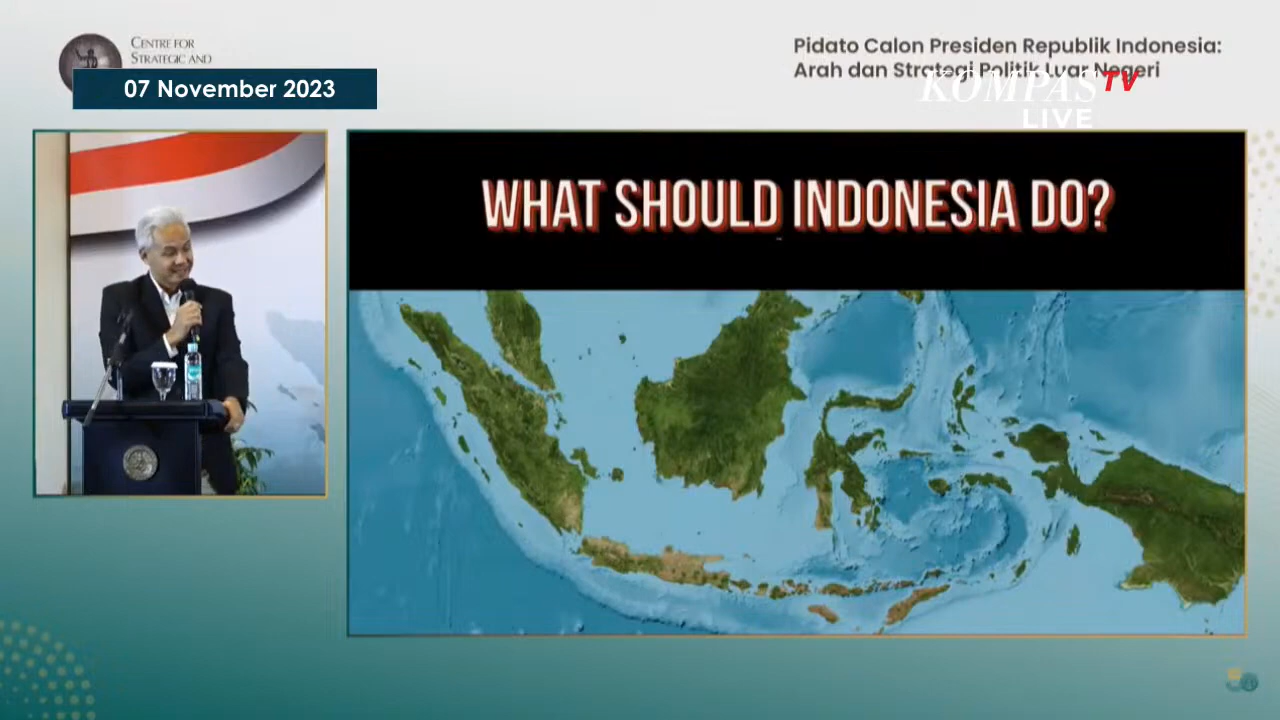 CENTRE FOR
STRATEGIC AND
07 November 2023
Pidato Calon Presiden Republik Indonesia:
Arah dan Strategi Politik Luar Negeri
KOMPAS TV
LIVE
WHAT SHOULD INDONESIA DO?